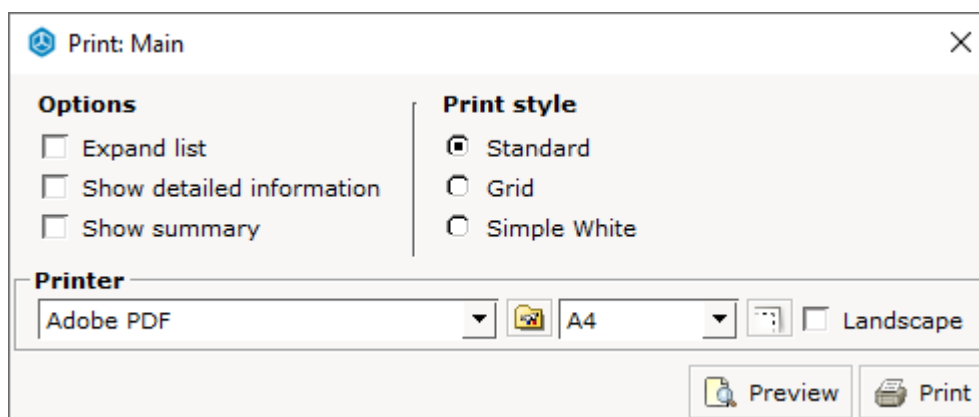 Print: Main
Options
Expand list
Show detailed information
Show summary
Print style
Standard
Grid
Simple White
Printer
Adobe PDF
A4
Landscape
Preview
Print